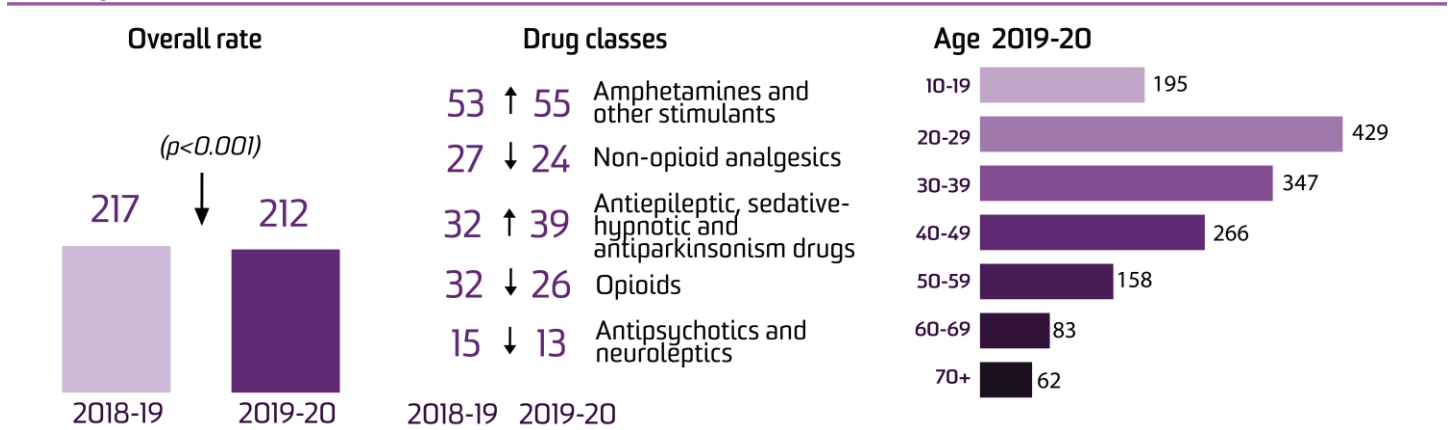 Overall rate
(p<0.001)
217
212
2018-19
2019-20
Drug classes
53 ↑ 55 Amphetamines and
other stimulants
27 ↓ 24 Non-opioid analgesics
32 ↑ 39 Antiepileptic, sedative-
hypnotic and
antiparkinsonism drugs
32 ↓ 26 Opioids
15 ↓ 13 Antipsychotics and
neuroleptics
2018-19 2019-20
Age 2019-20
10-19 195
20-29 429
30-39 347
40-49 266
50-59 158
60-69 83
70+ 62